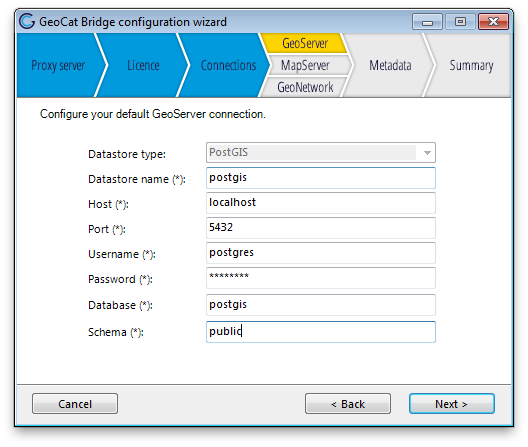 GeoCat Bridge configuration wizard
Proxy server
Licence
Connections
GeoServer
MapServer
GeoNetwork
Metadata
Summary
Configure your default GeoServer connection.
Datastore type: PostGIS
Datastore name (*): postgis
Host (*): localhost
Port (*): 5432
Username (*): postgres
Password (*): ********
Database (*): postgis
Schema (*): public
Cancel
< Back
Next >